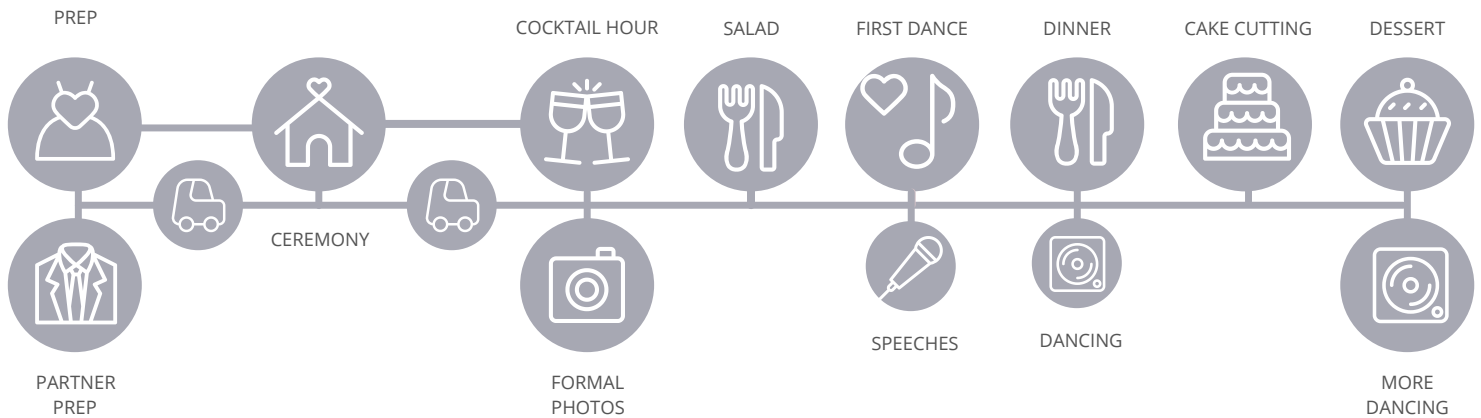 PREP
COCKTAIL HOUR
SALAD
FIRST DANCE
DINNER
CAKE CUTTING
DESSERT
CEREMONY
SPEECHES
DANCING
PARTNER
PREP
FORMAL
PHOTOS
MORE
DANCING